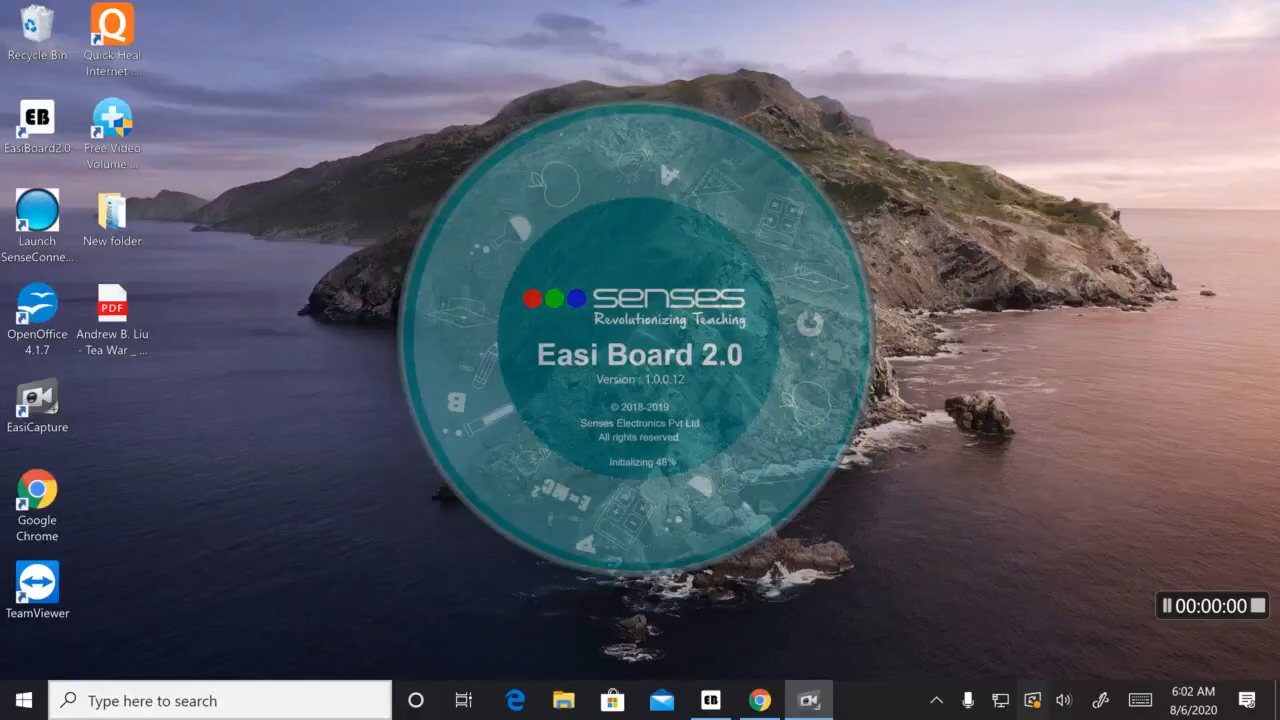 Recycle Bin
Quick Heal
Internet ...
EB
EasiBoard2.0
Free Video
Volume ...
Launch
SenseConne...
New folder
OpenOffice
4.1.7
PDF
Andrew B. Liu
- Tea War _ ...
EasiCapture
Google
Chrome
TeamViewer
senses
Revolutionizing Teaching
Easi Board 2.0
Version : 1.0.0.12
© 2018-2019
Senses Electronics Pvt Ltd.
All rights reserved.
Initializing 48%
A
C
B
E=MC2
A
00:00:00
Type here to search
EB
6:02 AM
8/6/2020